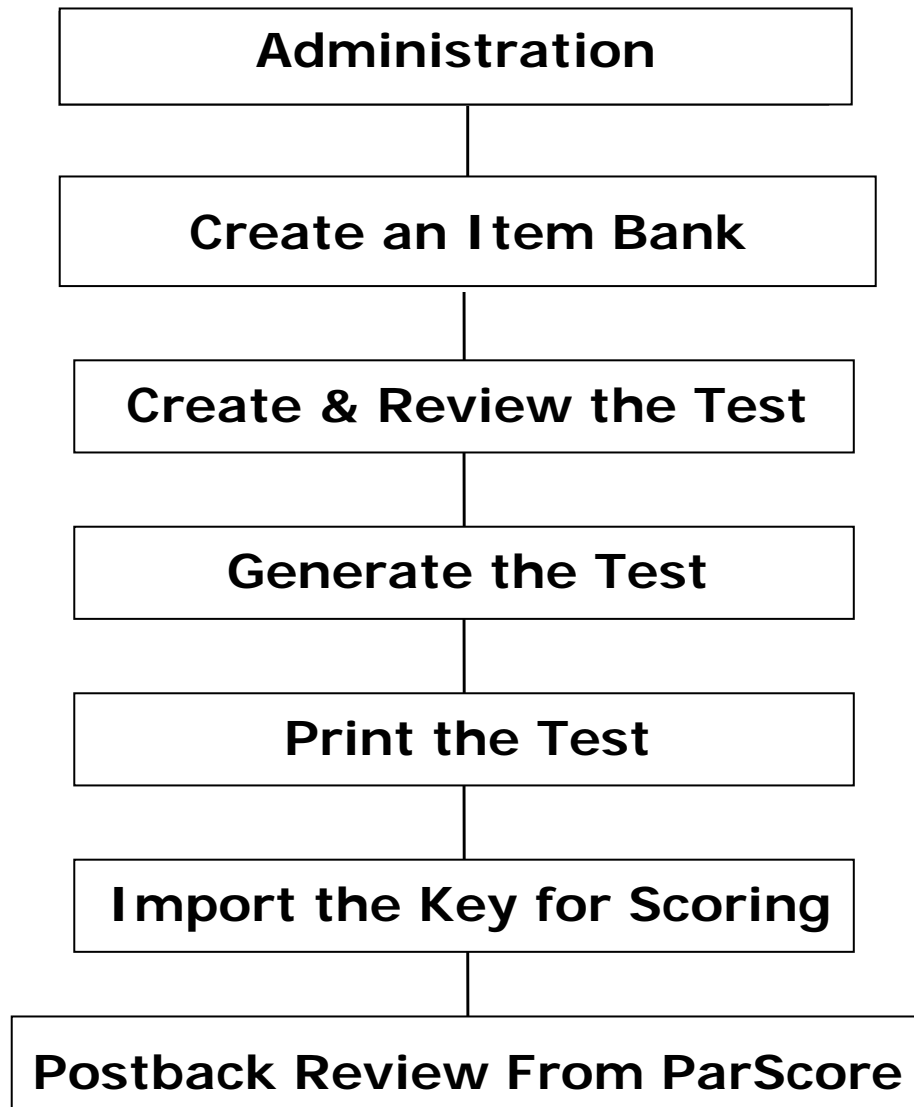 Administration
Create an Item Bank
Create & Review the Test
Generate the Test
Print the Test
Import the Key for Scoring
Postback Review From ParScore